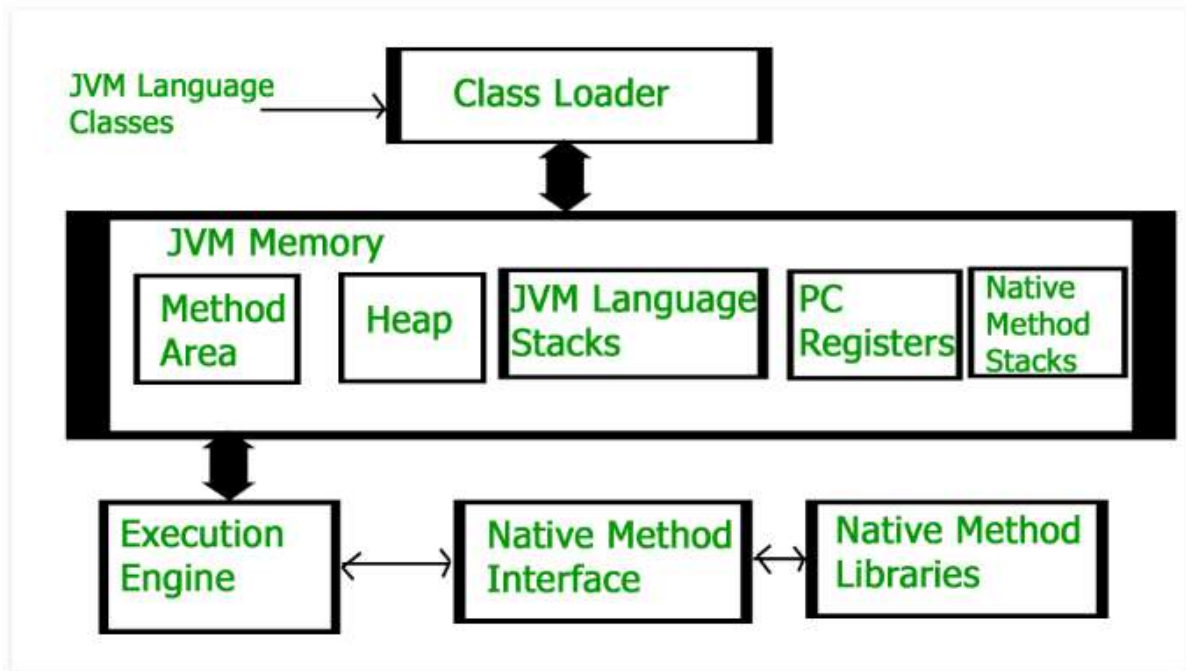 JVM Language
Classes
Class Loader
JVM Memory
Method
Area
Heap
JVM Language
Stacks
PC
Registers
Native
Method
Stacks
Execution
Engine
Native Method
Interface
Native Method
Libraries